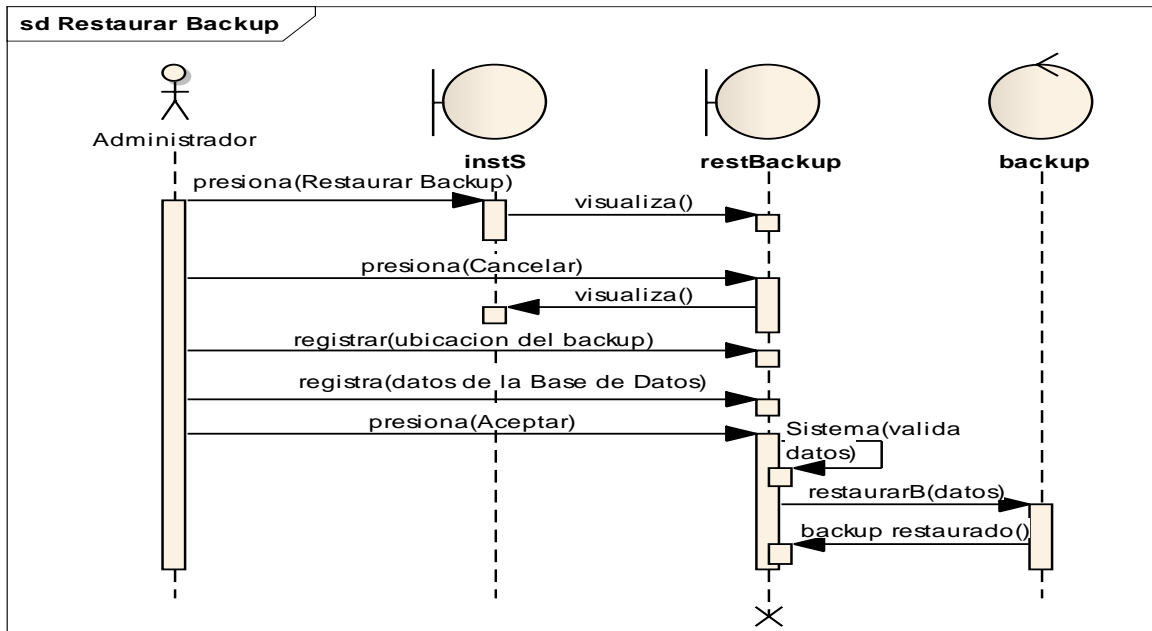 sd Restaurar Backup
Administrador
instS
restBackup
backup
presiona(Restaurar Backup)
visualiza()
presiona(Cancelar)
visualiza()
registrar(ubicacion del backup)
registra(datos de la Base de Datos)
presiona(Aceptar)
Sistema(valida
datos)
restaurarB(datos)
backup restaurado()